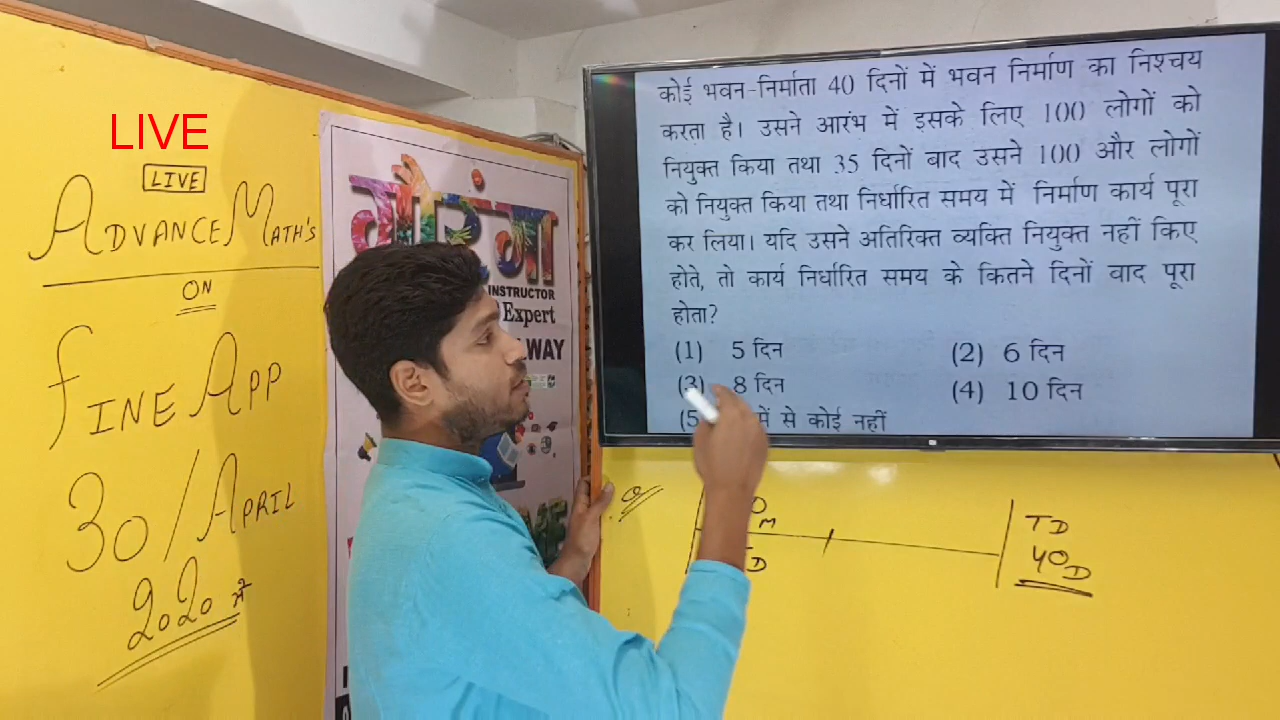 LIVE
LIVE
ADVANCE MATH'S
ON
FINE APP
30/APRIL
2020 में
INSTRUCTOR
Expert
कोई भवन-निर्माता 40 दिनों में भवन निर्माण का निश्चय
करता है। उसने आरंभ में इसके लिए 100 लोगों को
नियुक्त किया तथा 35 दिनों बाद उसने 100 और लोगों
को नियुक्त किया तथा निर्धारित समय में निर्माण कार्य पूरा
कर लिया। यदि उसने अतिरिक्त व्यक्ति नियुक्त नहीं किए
होते, तो कार्य निर्धारित समय के कितने दिनों बाद पूरा
होता?
(1) 5 दिन (2) 6 दिन
(3) 8 दिन (4) 10 दिन
(5 में से कोई नहीं
Q
M
D
TD
40D